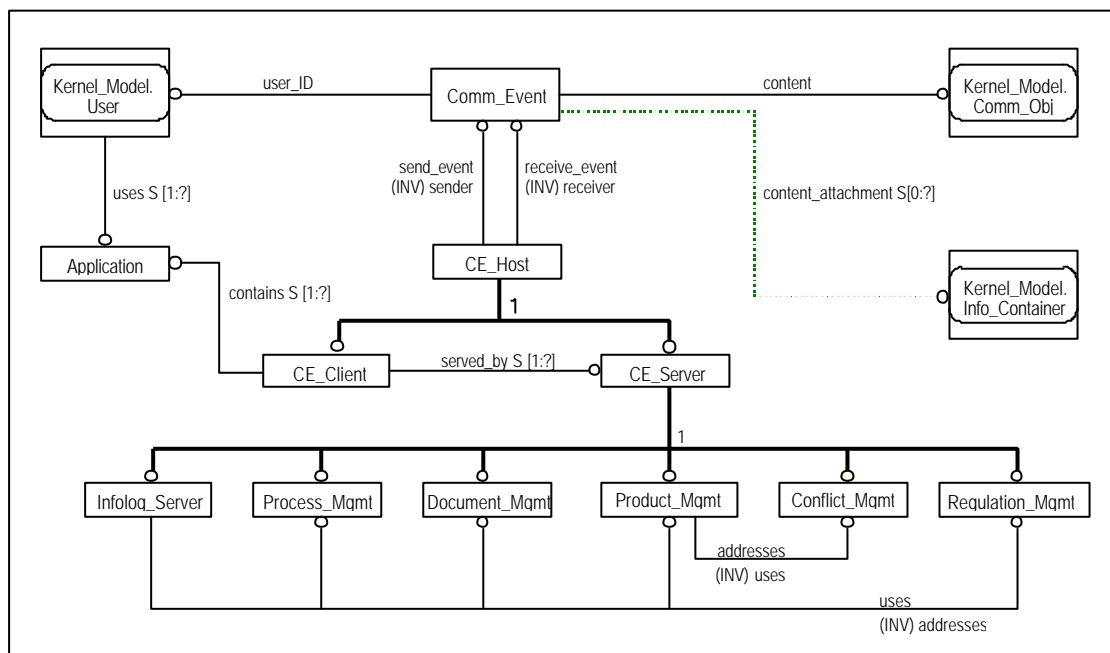 Kernel_Model.
User
user_ID
Comm_Event
content
Kernel_Model.
Comm_Obj
send_event
(INV) sender
receive_event
(INV) receiver
uses S [1:?]
content_attachment S[0:?]
Application
CE_Host
contains S [1:?]
Kernel_Model.
Info_Container
1
CE_Client
served_by S [1:?]
CE_Server
1
Infolog_Server
Process_Mgmt
Document_Mgmt
Product_Mgmt
Conflict_Mgmt
Regulation_Mgmt
addresses
(INV) uses
uses
(INV) addresses